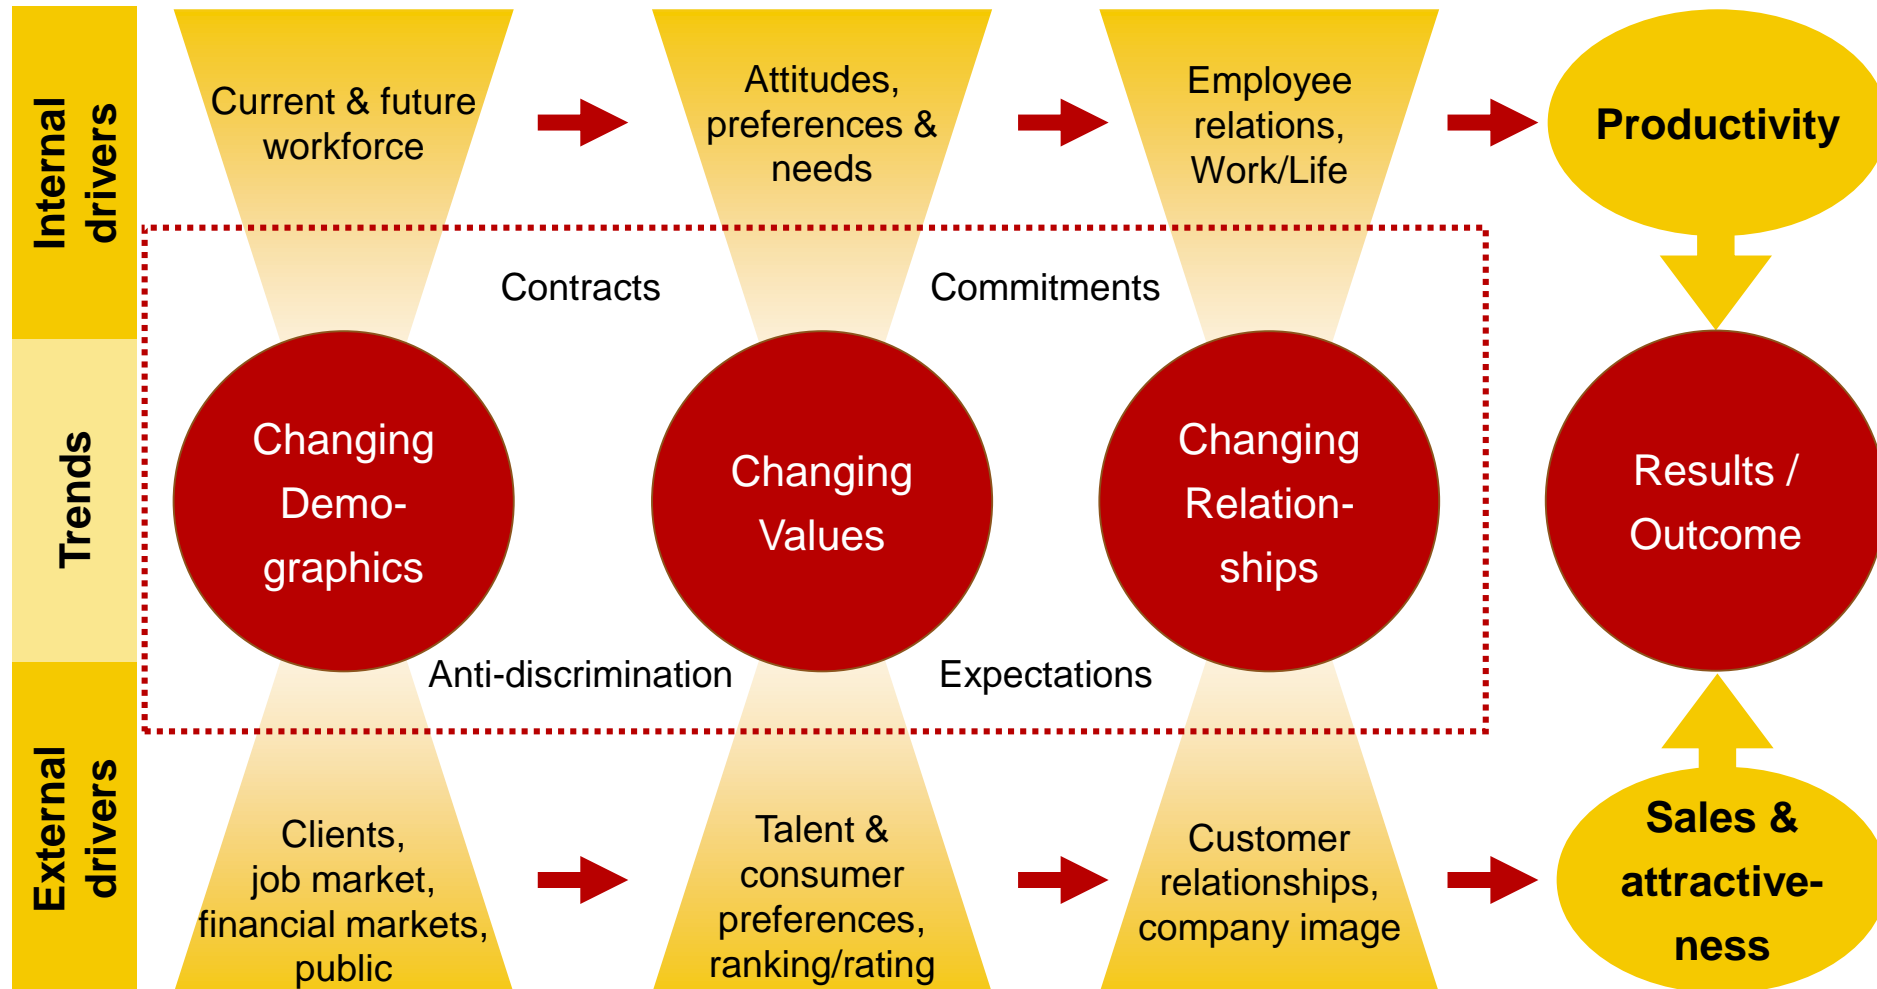 Internal
drivers
Current & future
workforce
Attitudes,
preferences &
needs
Employee
relations,
Work/Life
Productivity
Contracts
Commitments
Trends
Changing
Demo-
graphics
Changing
Values
Changing
Relation-
ships
Results /
Outcome
Anti-discrimination
Expectations
External
drivers
Clients,
job market,
financial markets,
public
Talent &
consumer
preferences,
ranking/rating
Customer
relationships,
company image
Sales &
attractive-
ness